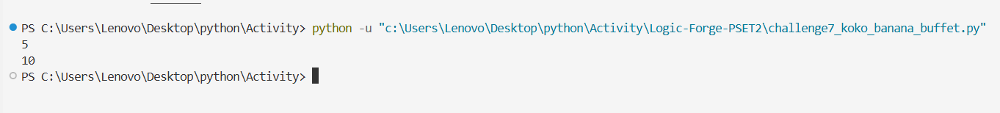 PS C:\Users\Lenovo\Desktop\python\Activity> python -u "c:\Users\Lenovo\Desktop\python\Activity\Logic-Forge-PSET2\challenge7_koko_banana_buffet.py"
5
10
PS C:\Users\Lenovo\Desktop\python\Activity>